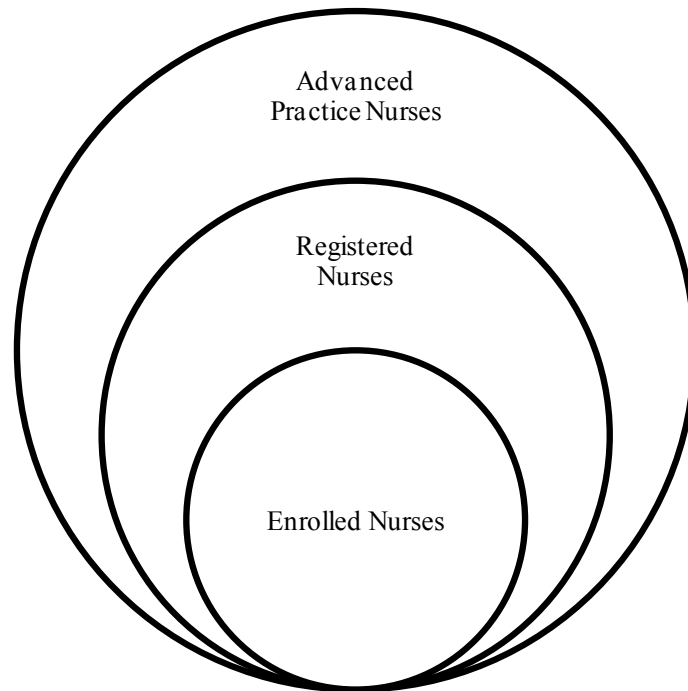 Advanced
Practice Nurses
Registered
Nurses
Enrolled Nurses